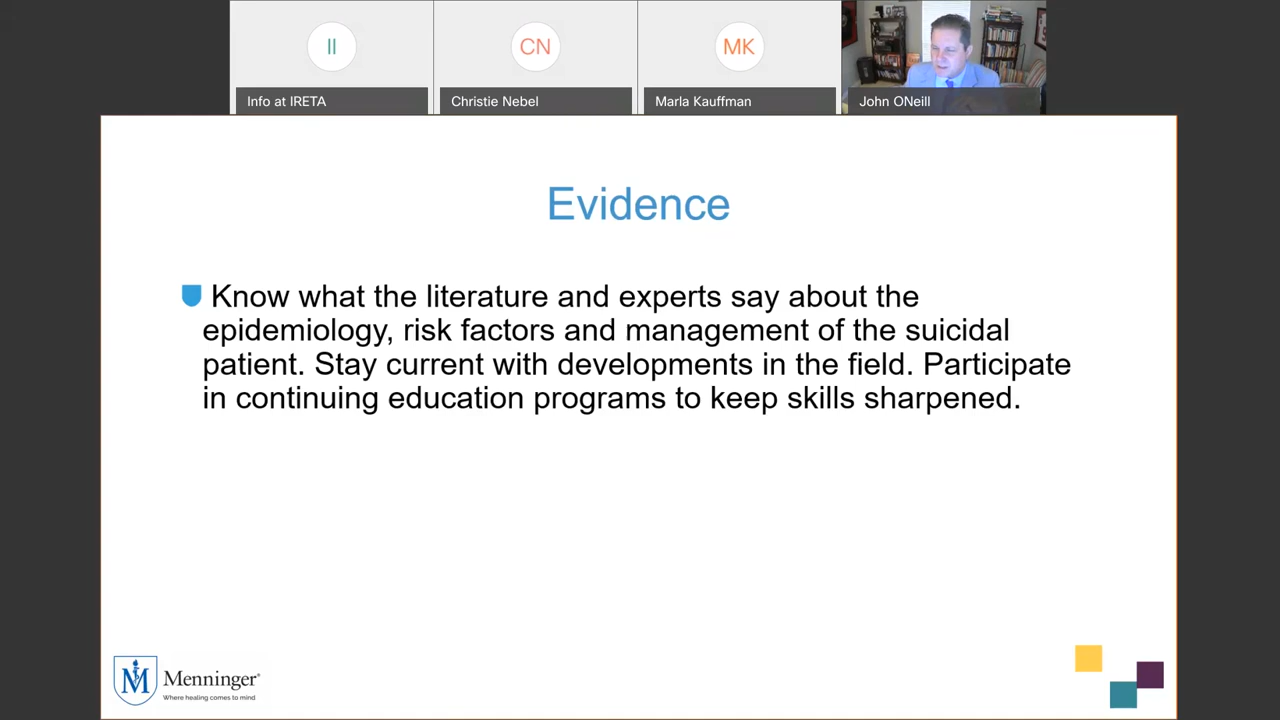 II
CN
MK
Info at IRETA
Christie Nebel
Marla Kauffman
John ONeill
Evidence
Know what the literature and experts say about the
epidemiology, risk factors and management of the suicidal
patient. Stay current with developments in the field. Participate
in continuing education programs to keep skills sharpened.
M
Menninger®
Where healing comes to mind